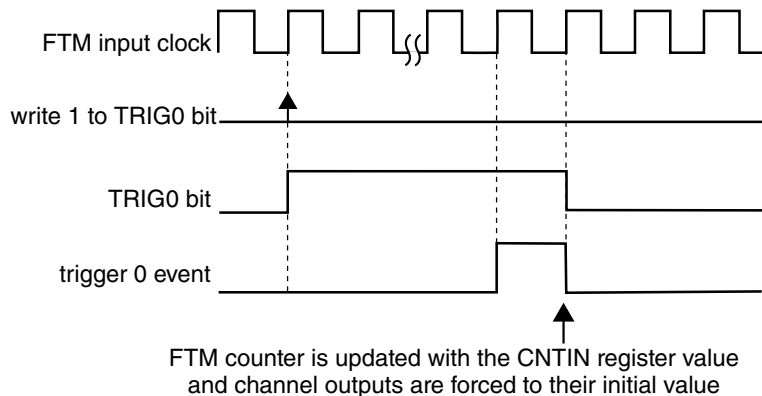 FTM input clock
write 1 to TRIG0 bit
TRIG0 bit
trigger 0 event
FTM counter is updated with the CNTIN register value
and channel outputs are forced to their initial value